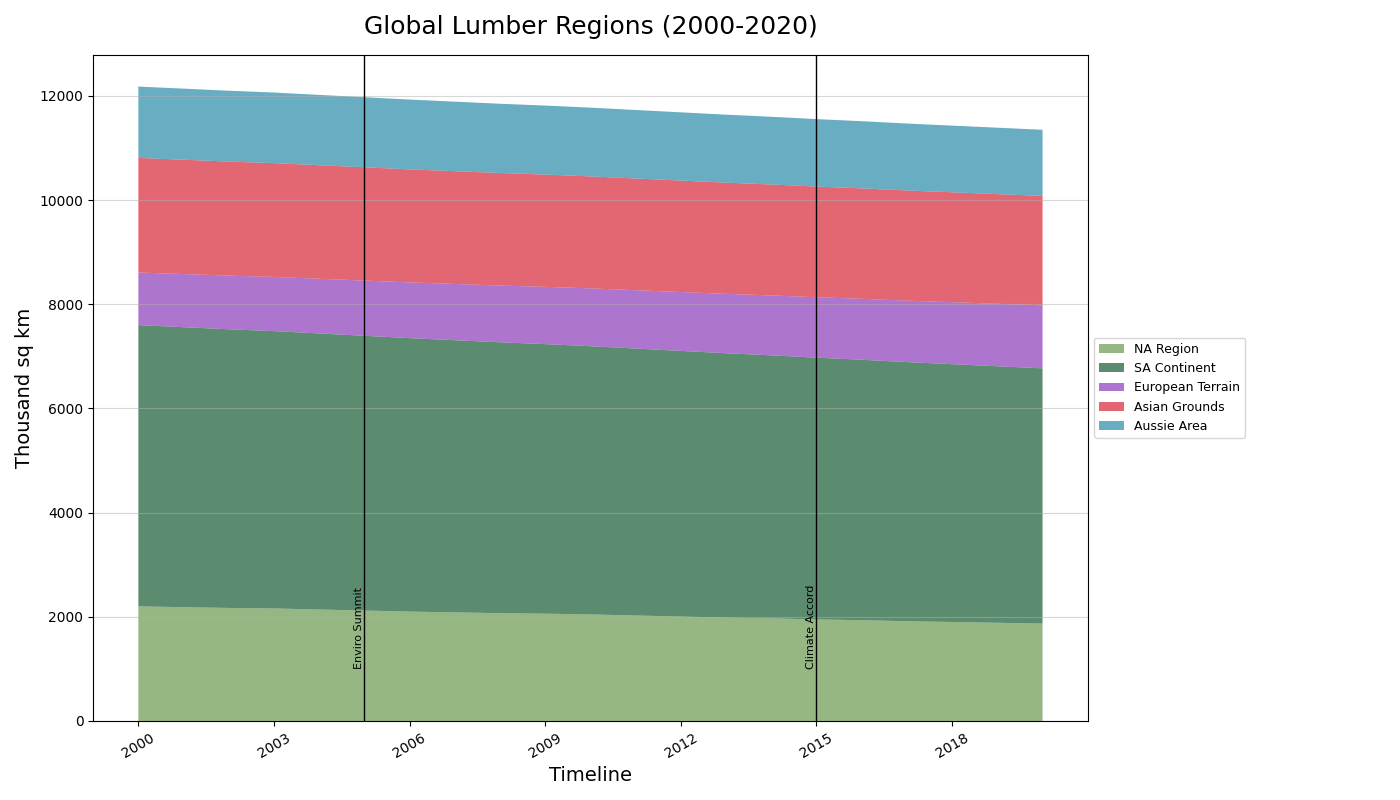 Global Lumber Regions (2000-2020)
Thousand sq km
12000
10000
8000
6000
4000
2000
0
Enviro Summit
Climate Accord
2000
2003
2006
2009
2012
2015
2018
Timeline
NA Region
SA Continent
European Terrain
Asian Grounds
Aussie Area